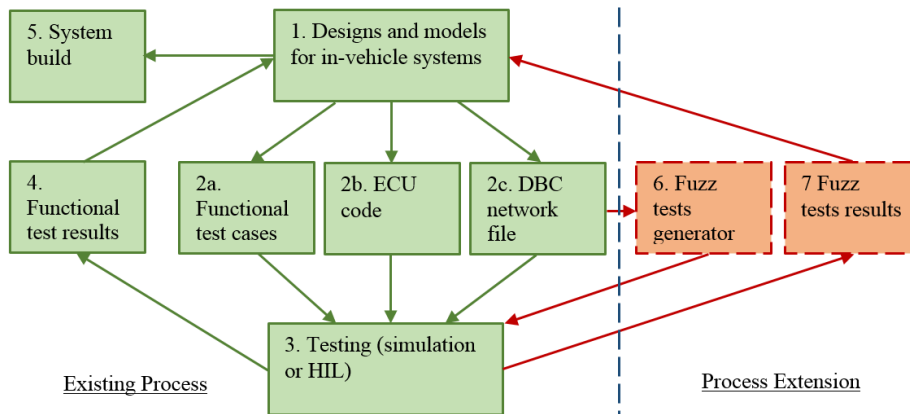 5. System
build
1. Designs and models
for in-vehicle systems
4.
Functional
test results
2a.
Functional
test cases
2b. ECU
code
2c. DBC
network
file
6. Fuzz
tests
generator
7 Fuzz
tests results
3. Testing (simulation
or HIL)
Existing Process
Process Extension